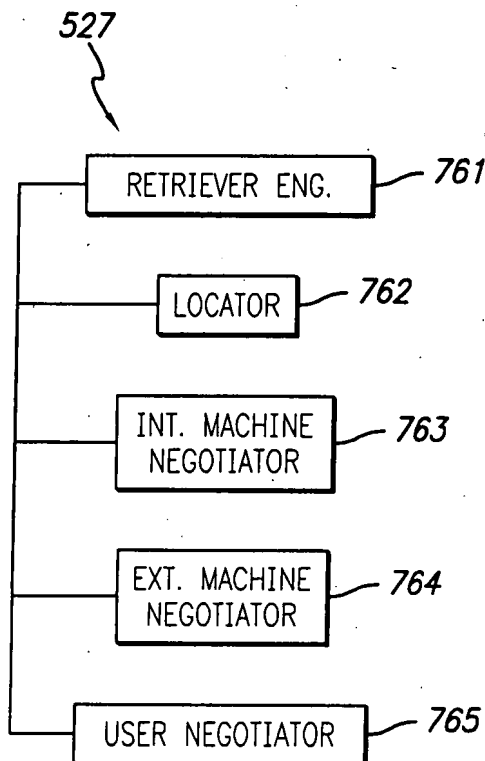 527
RETRIEVER ENG.
761
LOCATOR
762
INT. MACHINE
NEGOTIATOR
763
EXT. MACHINE
NEGOTIATOR
764
USER NEGOTIATOR
765